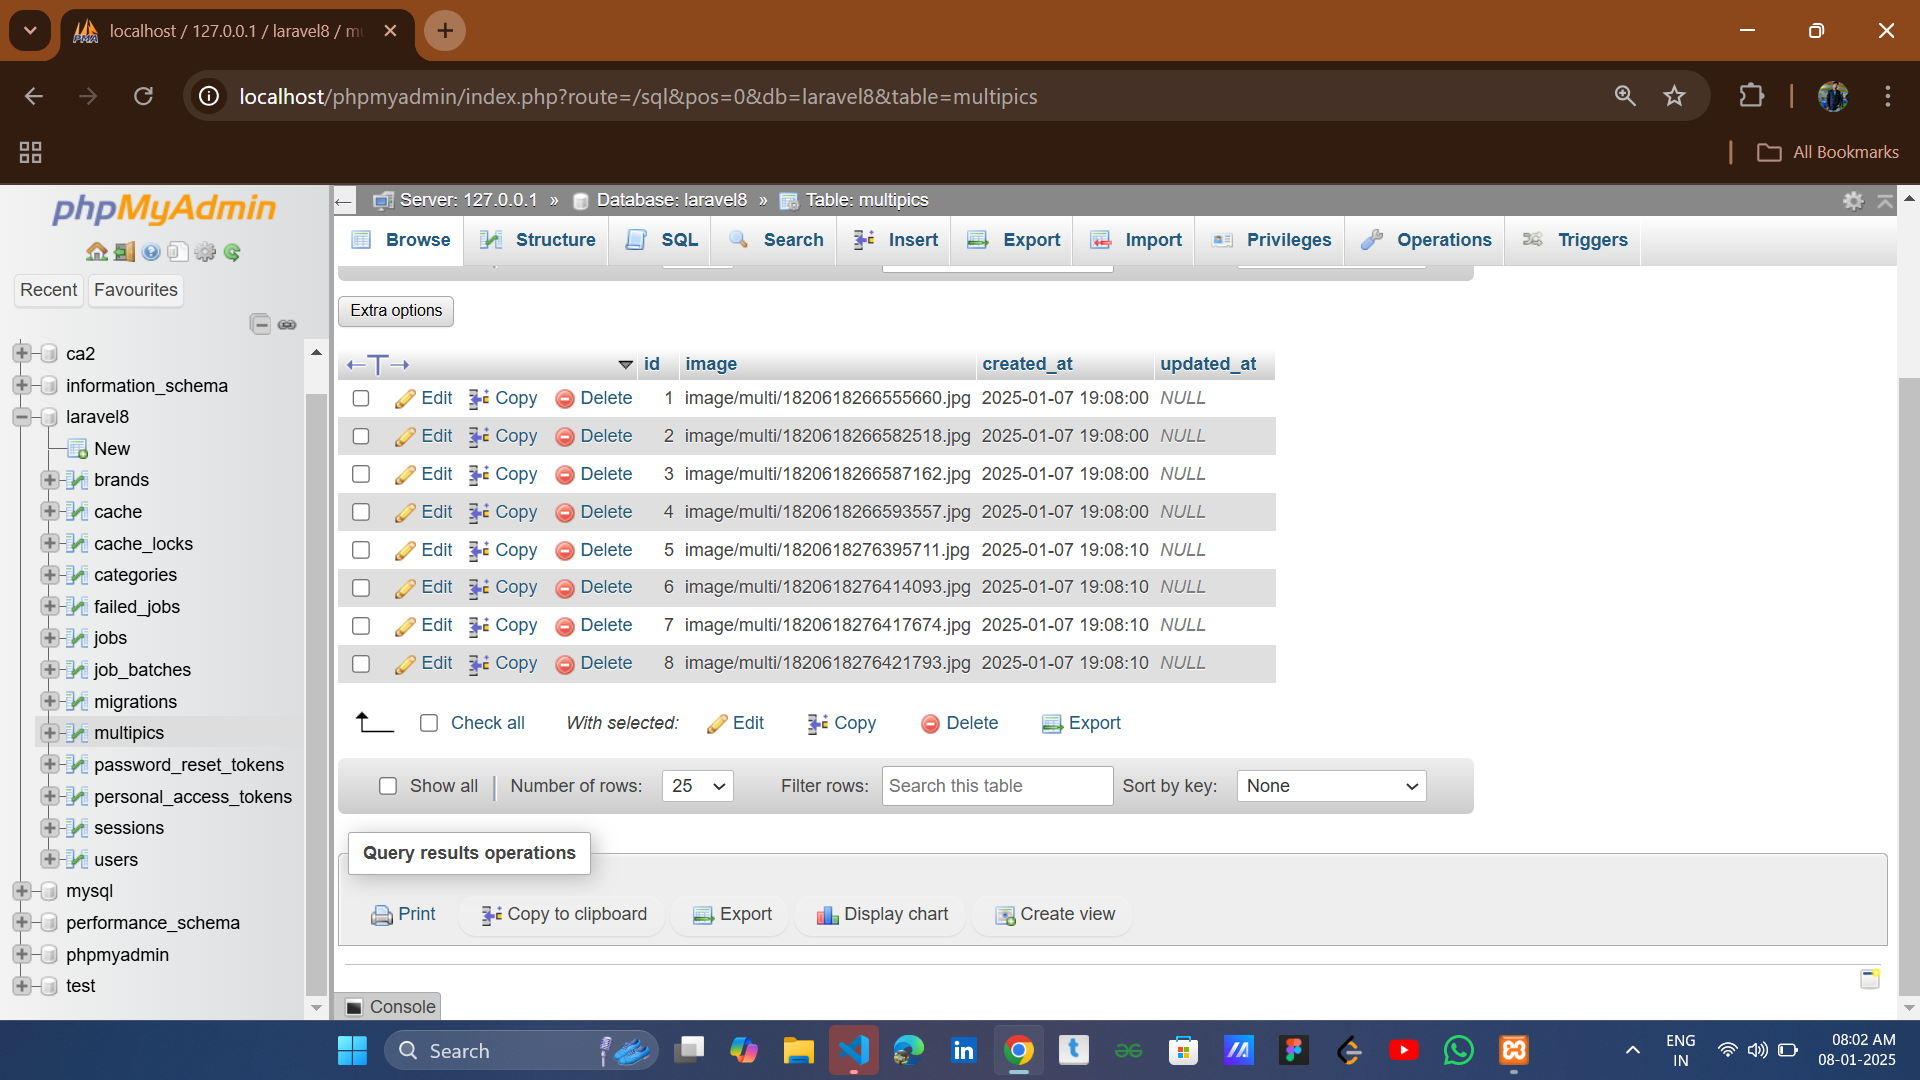 localhost / 127.0.0.1 / laravel8 / mu
localhost/phpmyadmin/index.php?route=/sql&pos=0&db=laravel8&table=multipics
All Bookmarks
phpMyAdmin
Recent
Favourites
ca2
information_schema
laravel8
New
brands
cache
cache_locks
categories
failed_jobs
jobs
job_batches
migrations
multipics
password_reset_tokens
personal_access_tokens
sessions
users
mysql
performance_schema
phpmyadmin
test
Server: 127.0.0.1 » Database: laravel8 » Table: multipics
Browse Structure SQL Search Insert Export Import Privileges Operations Triggers
Extra options
id image created_at updated_at
Edit Copy Delete 1 image/multi/1820618266555660.jpg 2025-01-07 19:08:00 NULL
Edit Copy Delete 2 image/multi/1820618266582518.jpg 2025-01-07 19:08:00 NULL
Edit Copy Delete 3 image/multi/1820618266587162.jpg 2025-01-07 19:08:00 NULL
Edit Copy Delete 4 image/multi/1820618266593557.jpg 2025-01-07 19:08:00 NULL
Edit Copy Delete 5 image/multi/1820618276395711.jpg 2025-01-07 19:08:10 NULL
Edit Copy Delete 6 image/multi/1820618276414093.jpg 2025-01-07 19:08:10 NULL
Edit Copy Delete 7 image/multi/1820618276417674.jpg 2025-01-07 19:08:10 NULL
Edit Copy Delete 8 image/multi/1820618276421793.jpg 2025-01-07 19:08:10 NULL
Check all With selected: Edit Copy Delete Export
Show all Number of rows: 25 Filter rows: Search this table Sort by key: None
Query results operations
Print Copy to clipboard Export Display chart Create view
Console
Search
ENG
IN
08:02 AM
08-01-2025